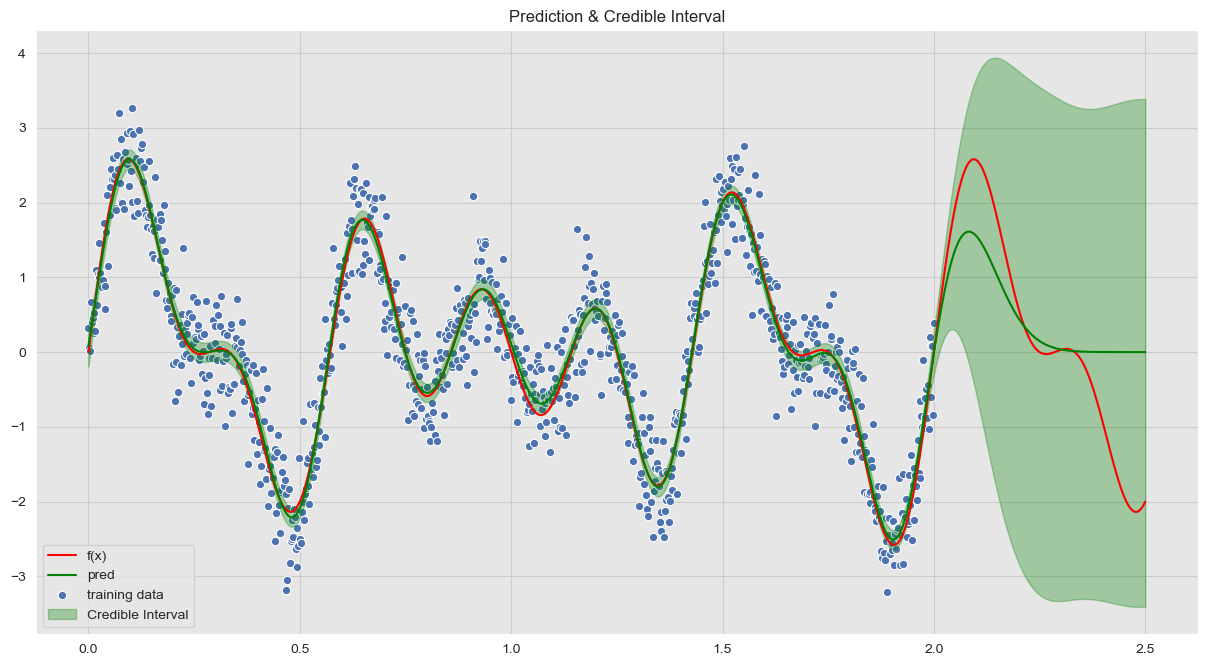 Prediction & Credible Interval
4
3
2
1
0
−1
−2
−3
f(x)
pred
training data
Credible Interval
0.0 0.5 1.0 1.5 2.0 2.5